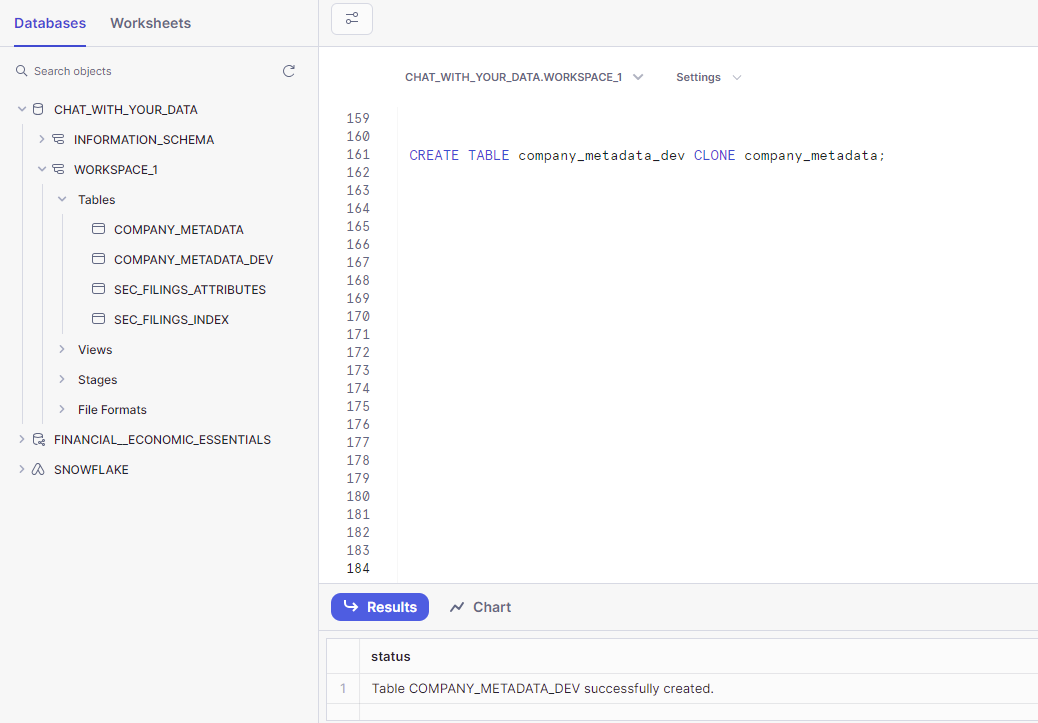 Databases Worksheets
Search objects
CHAT_WITH_YOUR_DATA
INFORMATION_SCHEMA
WORKSPACE_1
Tables
COMPANY_METADATA
COMPANY_METADATA_DEV
SEC_FILINGS_ATTRIBUTES
SEC_FILINGS_INDEX
Views
Stages
File Formats
FINANCIAL__ECONOMIC_ESSENTIALS
SNOWFLAKE
CHAT_WITH_YOUR_DATA.WORKSPACE_1 Settings
159
160
161 CREATE TABLE company_metadata_dev CLONE company_metadata;
162
163
164
165
166
167
168
169
170
171
172
173
174
175
176
177
178
179
180
181
182
183
184
Results Chart
status
1 Table COMPANY_METADATA_DEV successfully created.